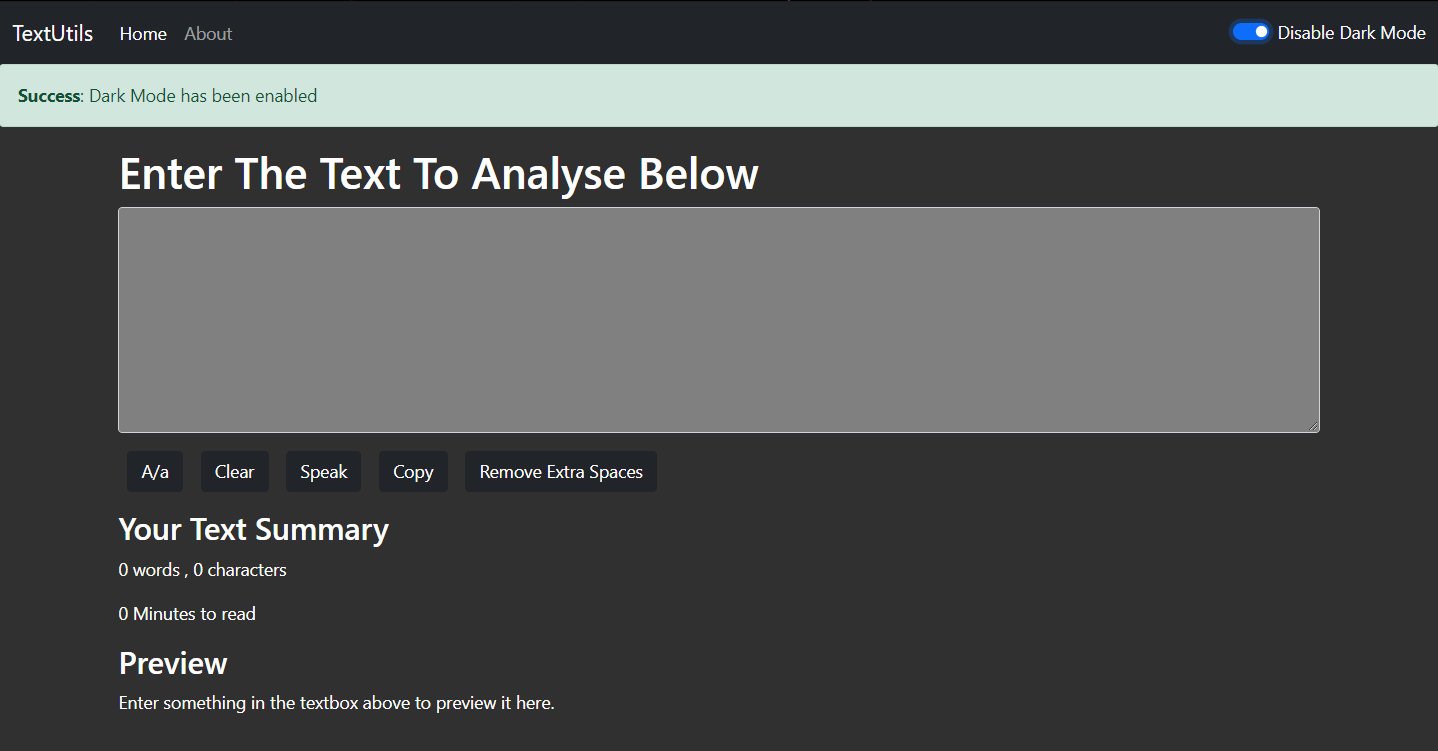 TextUtils Home About Disable Dark Mode
Success: Dark Mode has been enabled
Enter The Text To Analyse Below
A/a Clear Speak Copy Remove Extra Spaces
Your Text Summary
0 words , 0 characters
0 Minutes to read
Preview
Enter something in the textbox above to preview it here.